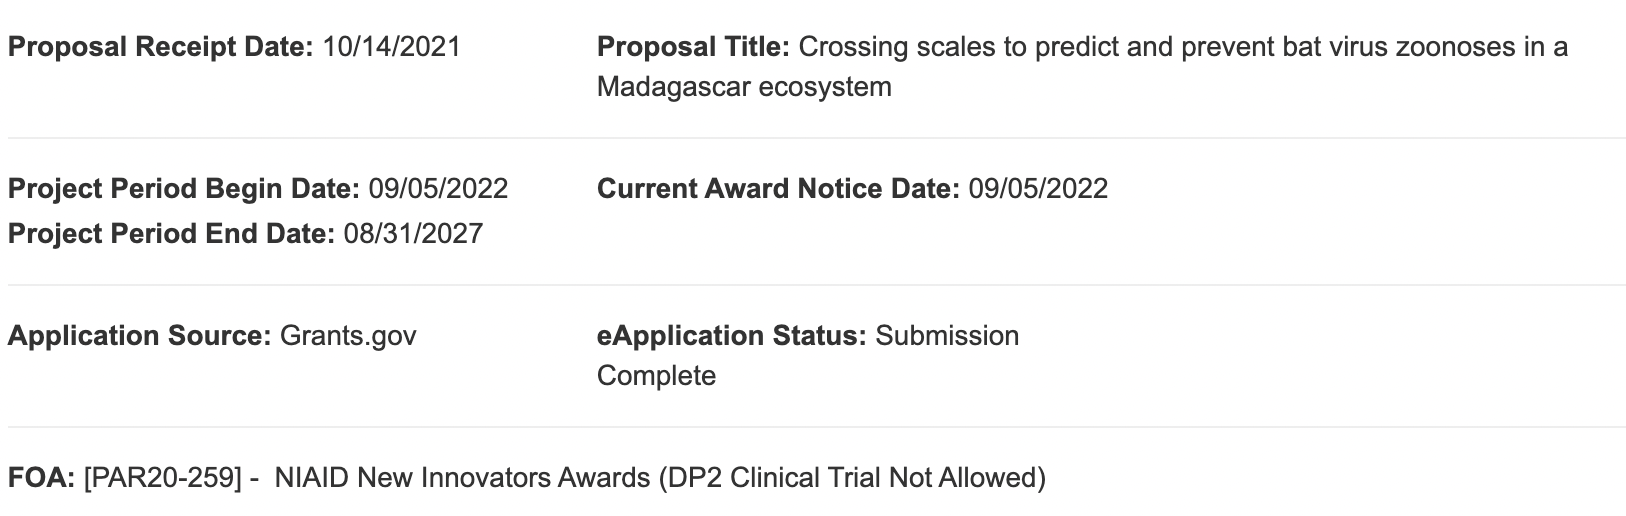 Proposal Receipt Date: 10/14/2021
Proposal Title: Crossing scales to predict and prevent bat virus zoonoses in a
Madagascar ecosystem
Project Period Begin Date: 09/05/2022
Project Period End Date: 08/31/2027
Current Award Notice Date: 09/05/2022
Application Source: Grants.gov
eApplication Status: Submission
Complete
FOA: [PAR20-259] -  NIAID New Innovators Awards (DP2 Clinical Trial Not Allowed)